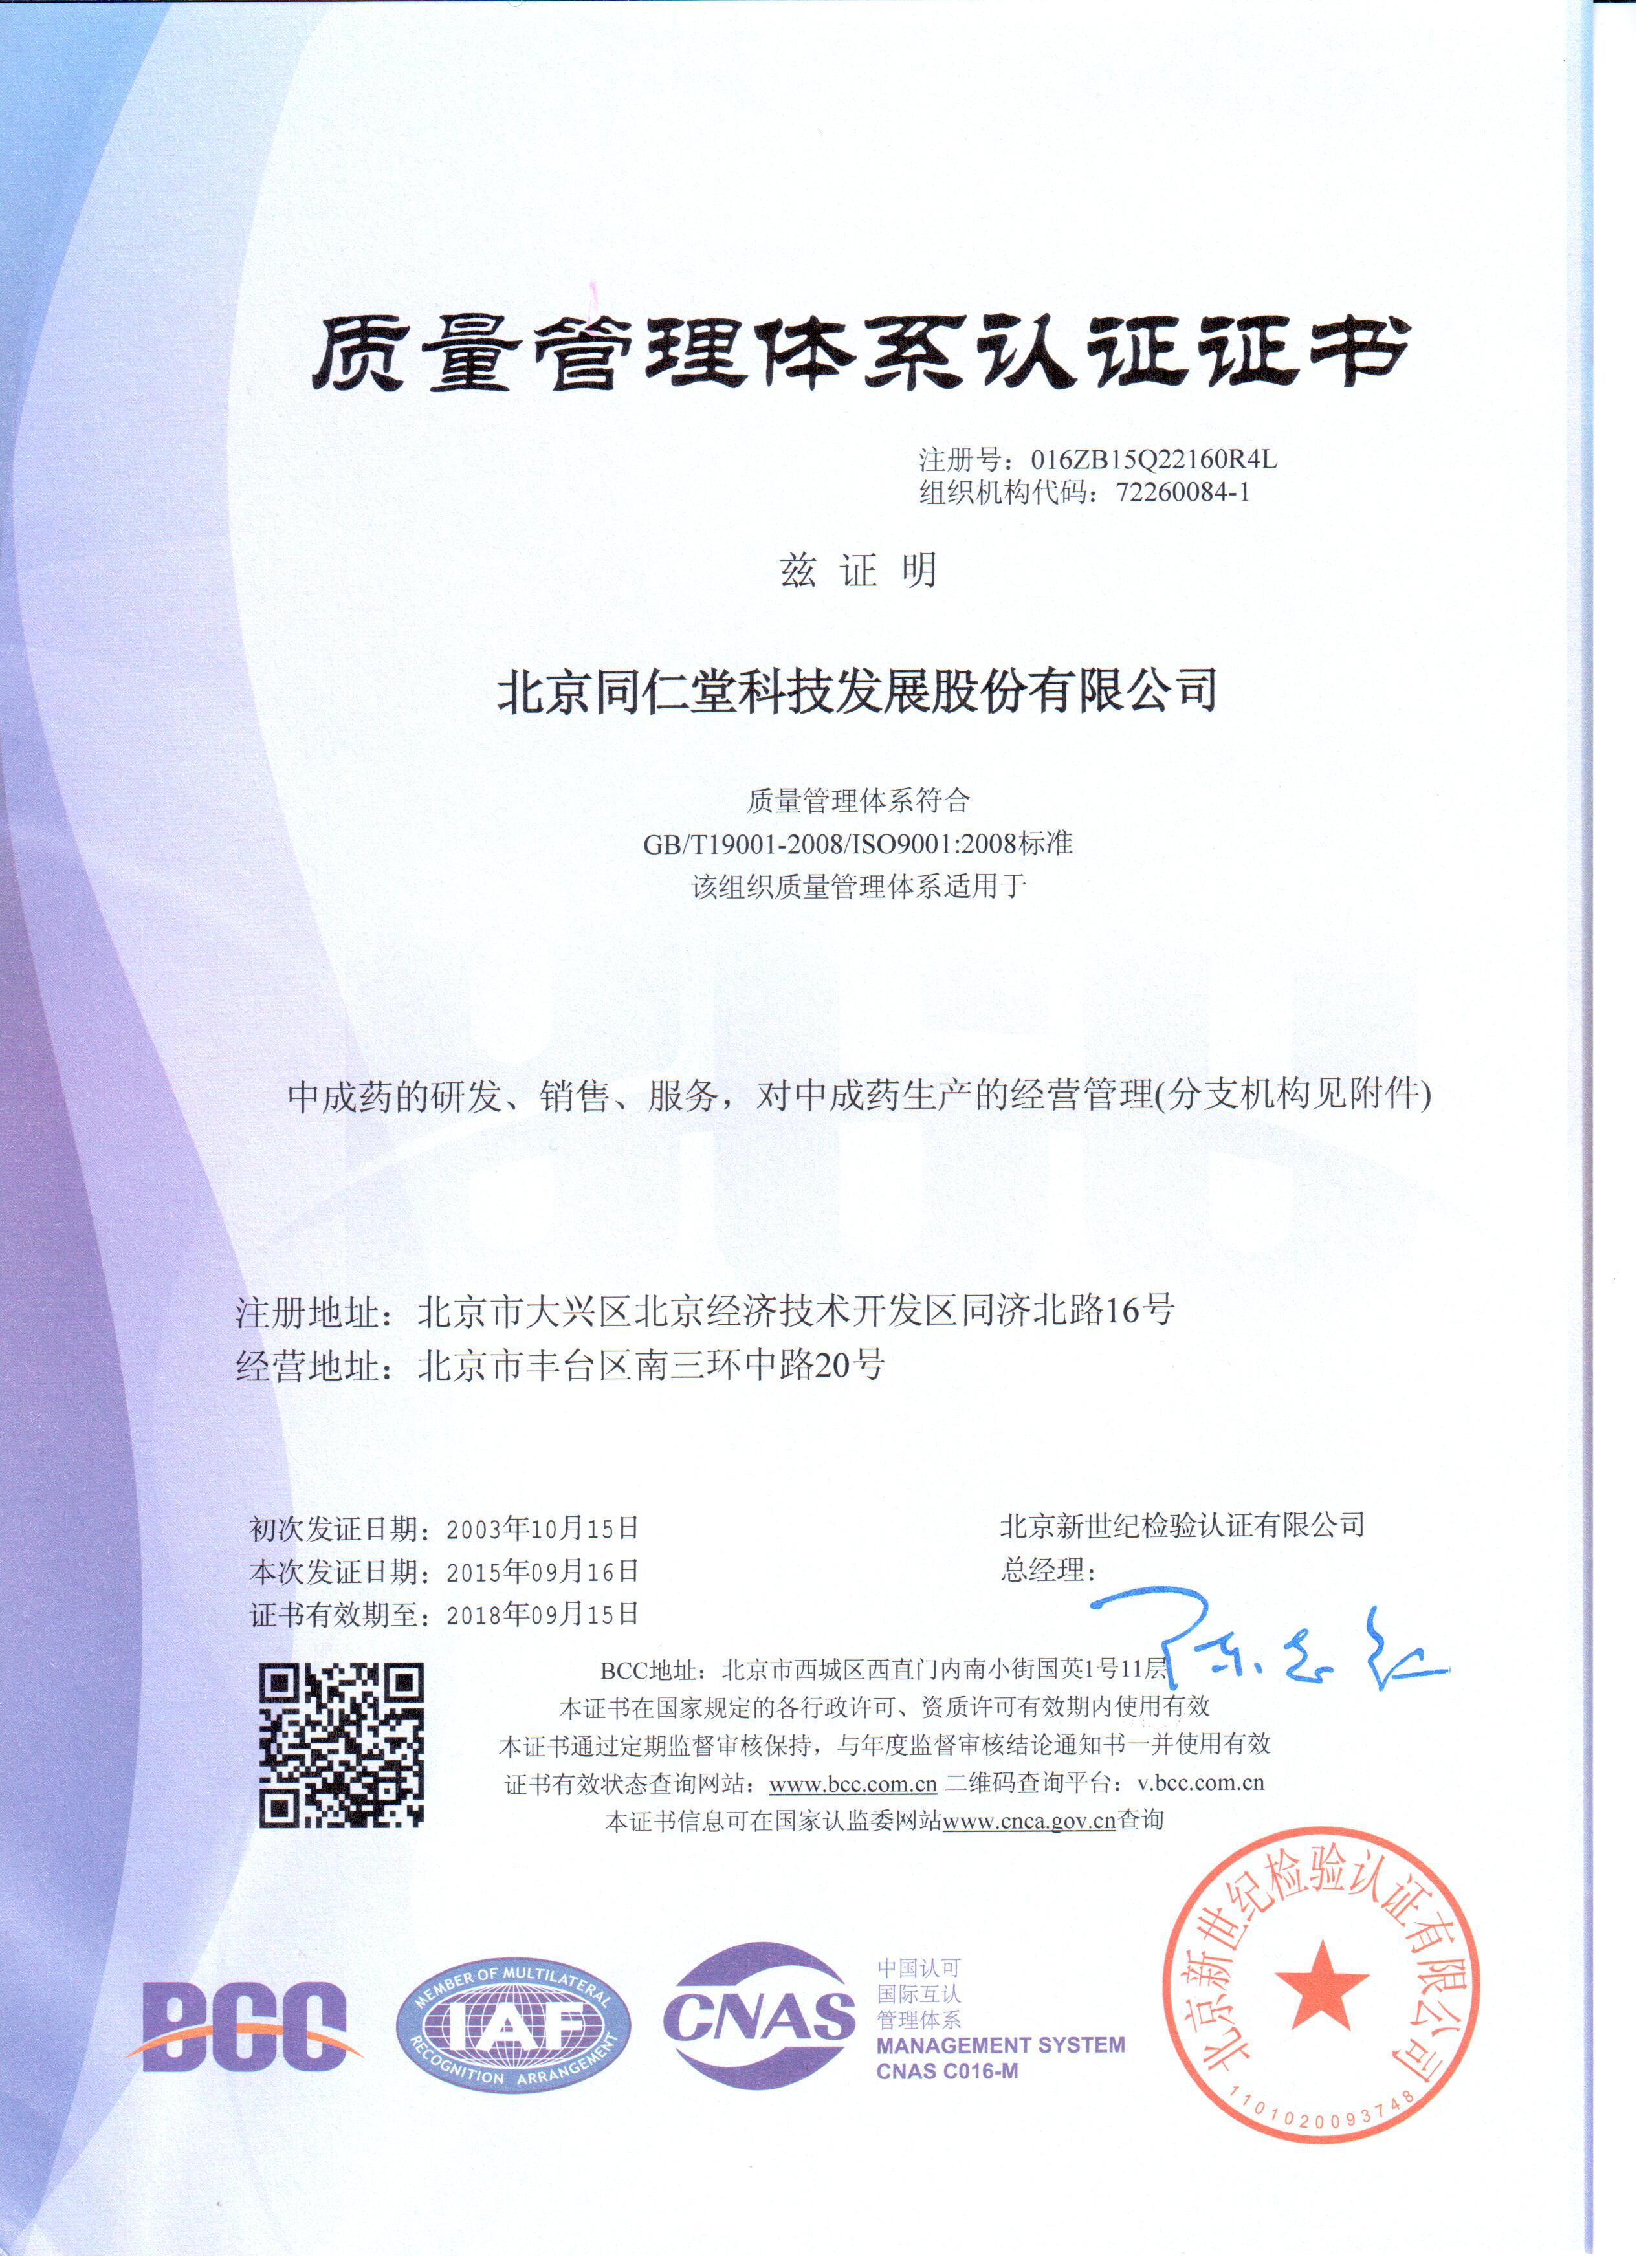 质量管理体系认证证书
注册号：016ZB15Q22160R4L
组织机构代码：72260084-1
兹 证 明
北京同仁堂科技发展股份有限公司
质量管理体系符合
GB/T19001-2008/ISO9001:2008标准
该组织质量管理体系适用于
中成药的研发、销售、服务，对中成药生产的经营管理(分支机构见附件)
注册地址：北京市大兴区北京经济技术开发区同济北路16号
经营地址：北京市丰台区南三环中路20号
初次发证日期：2003年10月15日
本次发证日期：2015年09月16日
证书有效期至：2018年09月15日
北京新世纪检验认证有限公司
总经理：
BCC地址：北京市西城区西直门内南小街国英1号11层
本证书在国家规定的各行政许可、资质许可有效期内使用有效
本证书通过定期监督审核保持，与年度监督审核结论通知书一并使用有效
证书有效状态查询网站：www.bcc.com.cn 二维码查询平台：v.bcc.com.cn
本证书信息可在国家认监委网站www.cnca.gov.cn查询
BCC
MEMBER OF MULTILATERAL
IAF
RECOGNITION ARRANGEMENT
CNAS
中国认可
国际互认
管理体系
MANAGEMENT SYSTEM
CNAS C016-M
北京新世纪检验认证有限公司
1101020093748